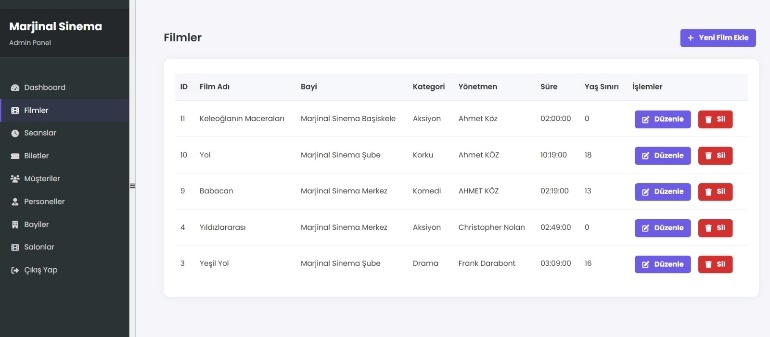 Marjinal Sinema
Admin Panel
Dashboard
Filmler
Seanslar
Biletler
Müşteriler
Personeller
Bayiler
Salonlar
Çıkış Yap
Filmler
+ Yeni Film Ekle
ID Film Adı Bayi Kategori Yönetmen Süre Yaş Sınırı İşlemler
11 Keleoğlanın Maceraları Marjinal Sinema Başiskele Aksiyon Ahmet Köz 02:00:00 0 Düzenle Sil
10 Yol Marjinal Sinema Şube Korku Ahmet KÖZ 10:19:00 18 Düzenle Sil
9 Babacan Marjinal Sinema Merkez Komedi AHMET KÖZ 02:19:00 13 Düzenle Sil
4 Yıldızlararası Marjinal Sinema Merkez Aksiyon Christopher Nolan 02:49:00 0 Düzenle Sil
3 Yeşil Yol Marjinal Sinema Şube Drama Frank Darabont 03:09:00 16 Düzenle Sil